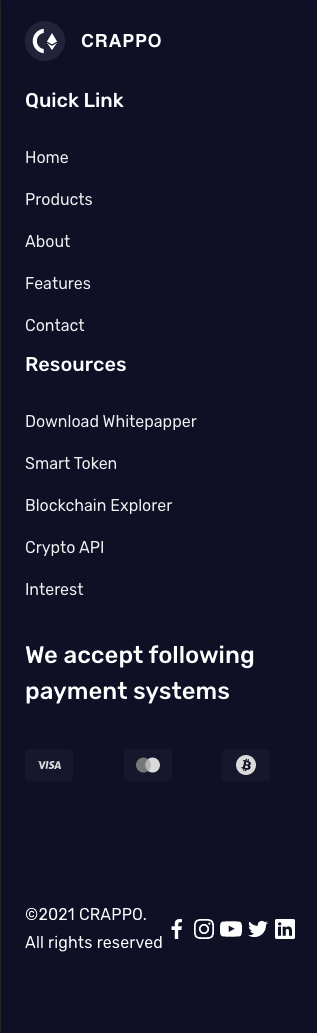 CRAPPO
Quick Link
Home
Products
About
Features
Contact
Resources
Download Whitepapper
Smart Token
Blockchain Explorer
Crypto API
Interest
We accept following
payment systems
VISA
©2021 CRAPPO.
All rights reserved